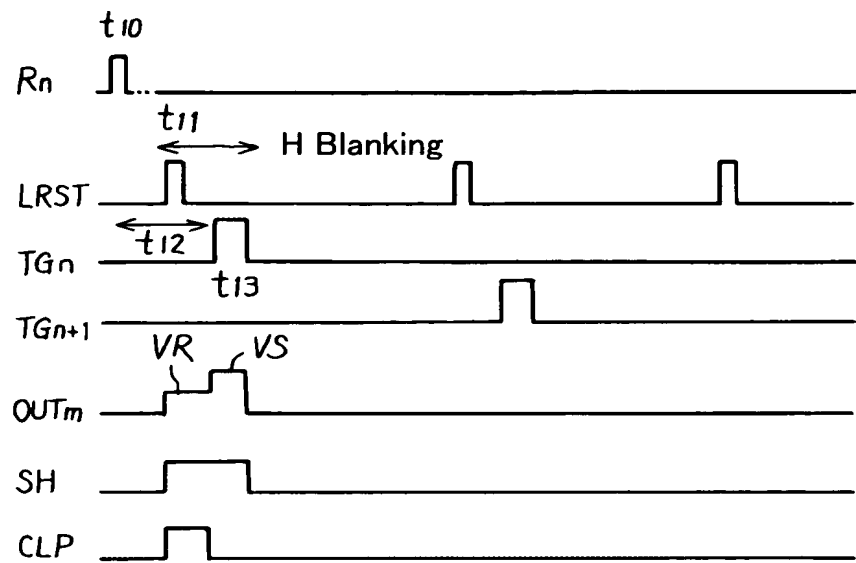 t10
Rn
t11
H Blanking
LRST
t12
TGn
t13
TGn+1
VR
VS
OUTm
SH
CLP